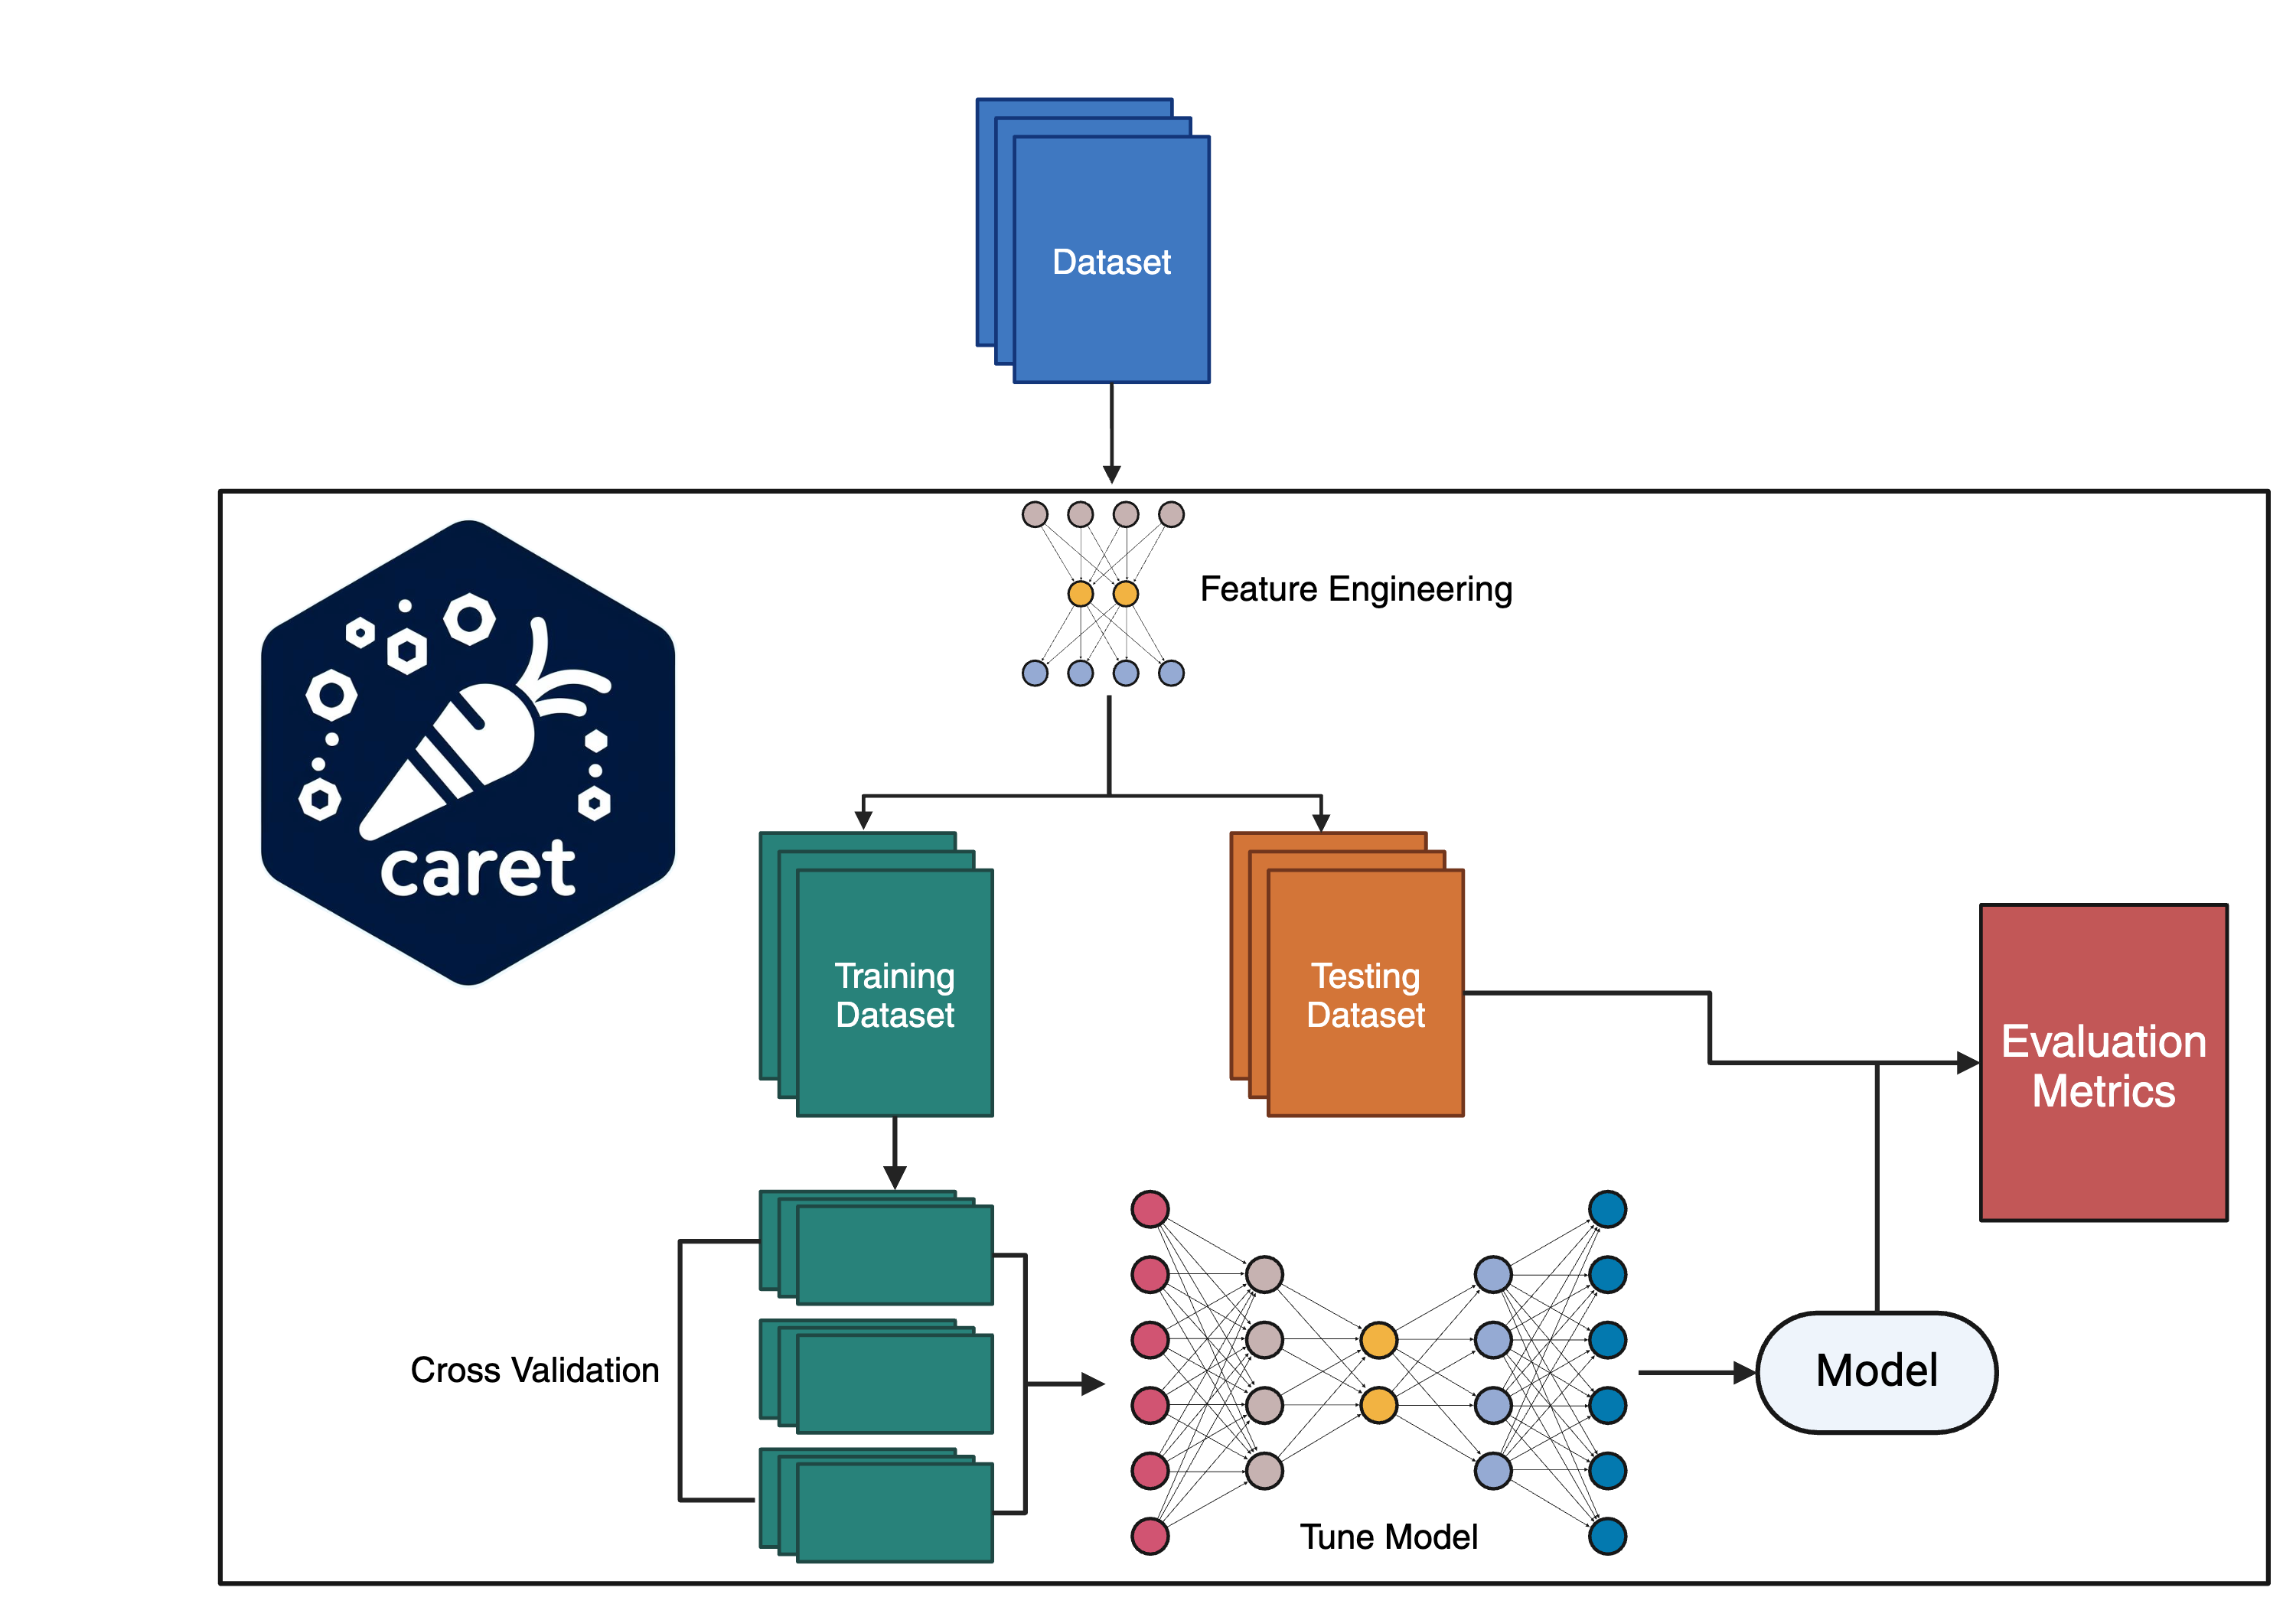 Dataset
Feature Engineering
caret
Training
Dataset
Testing
Dataset
Evaluation
Metrics
Cross Validation
Model
Tune Model